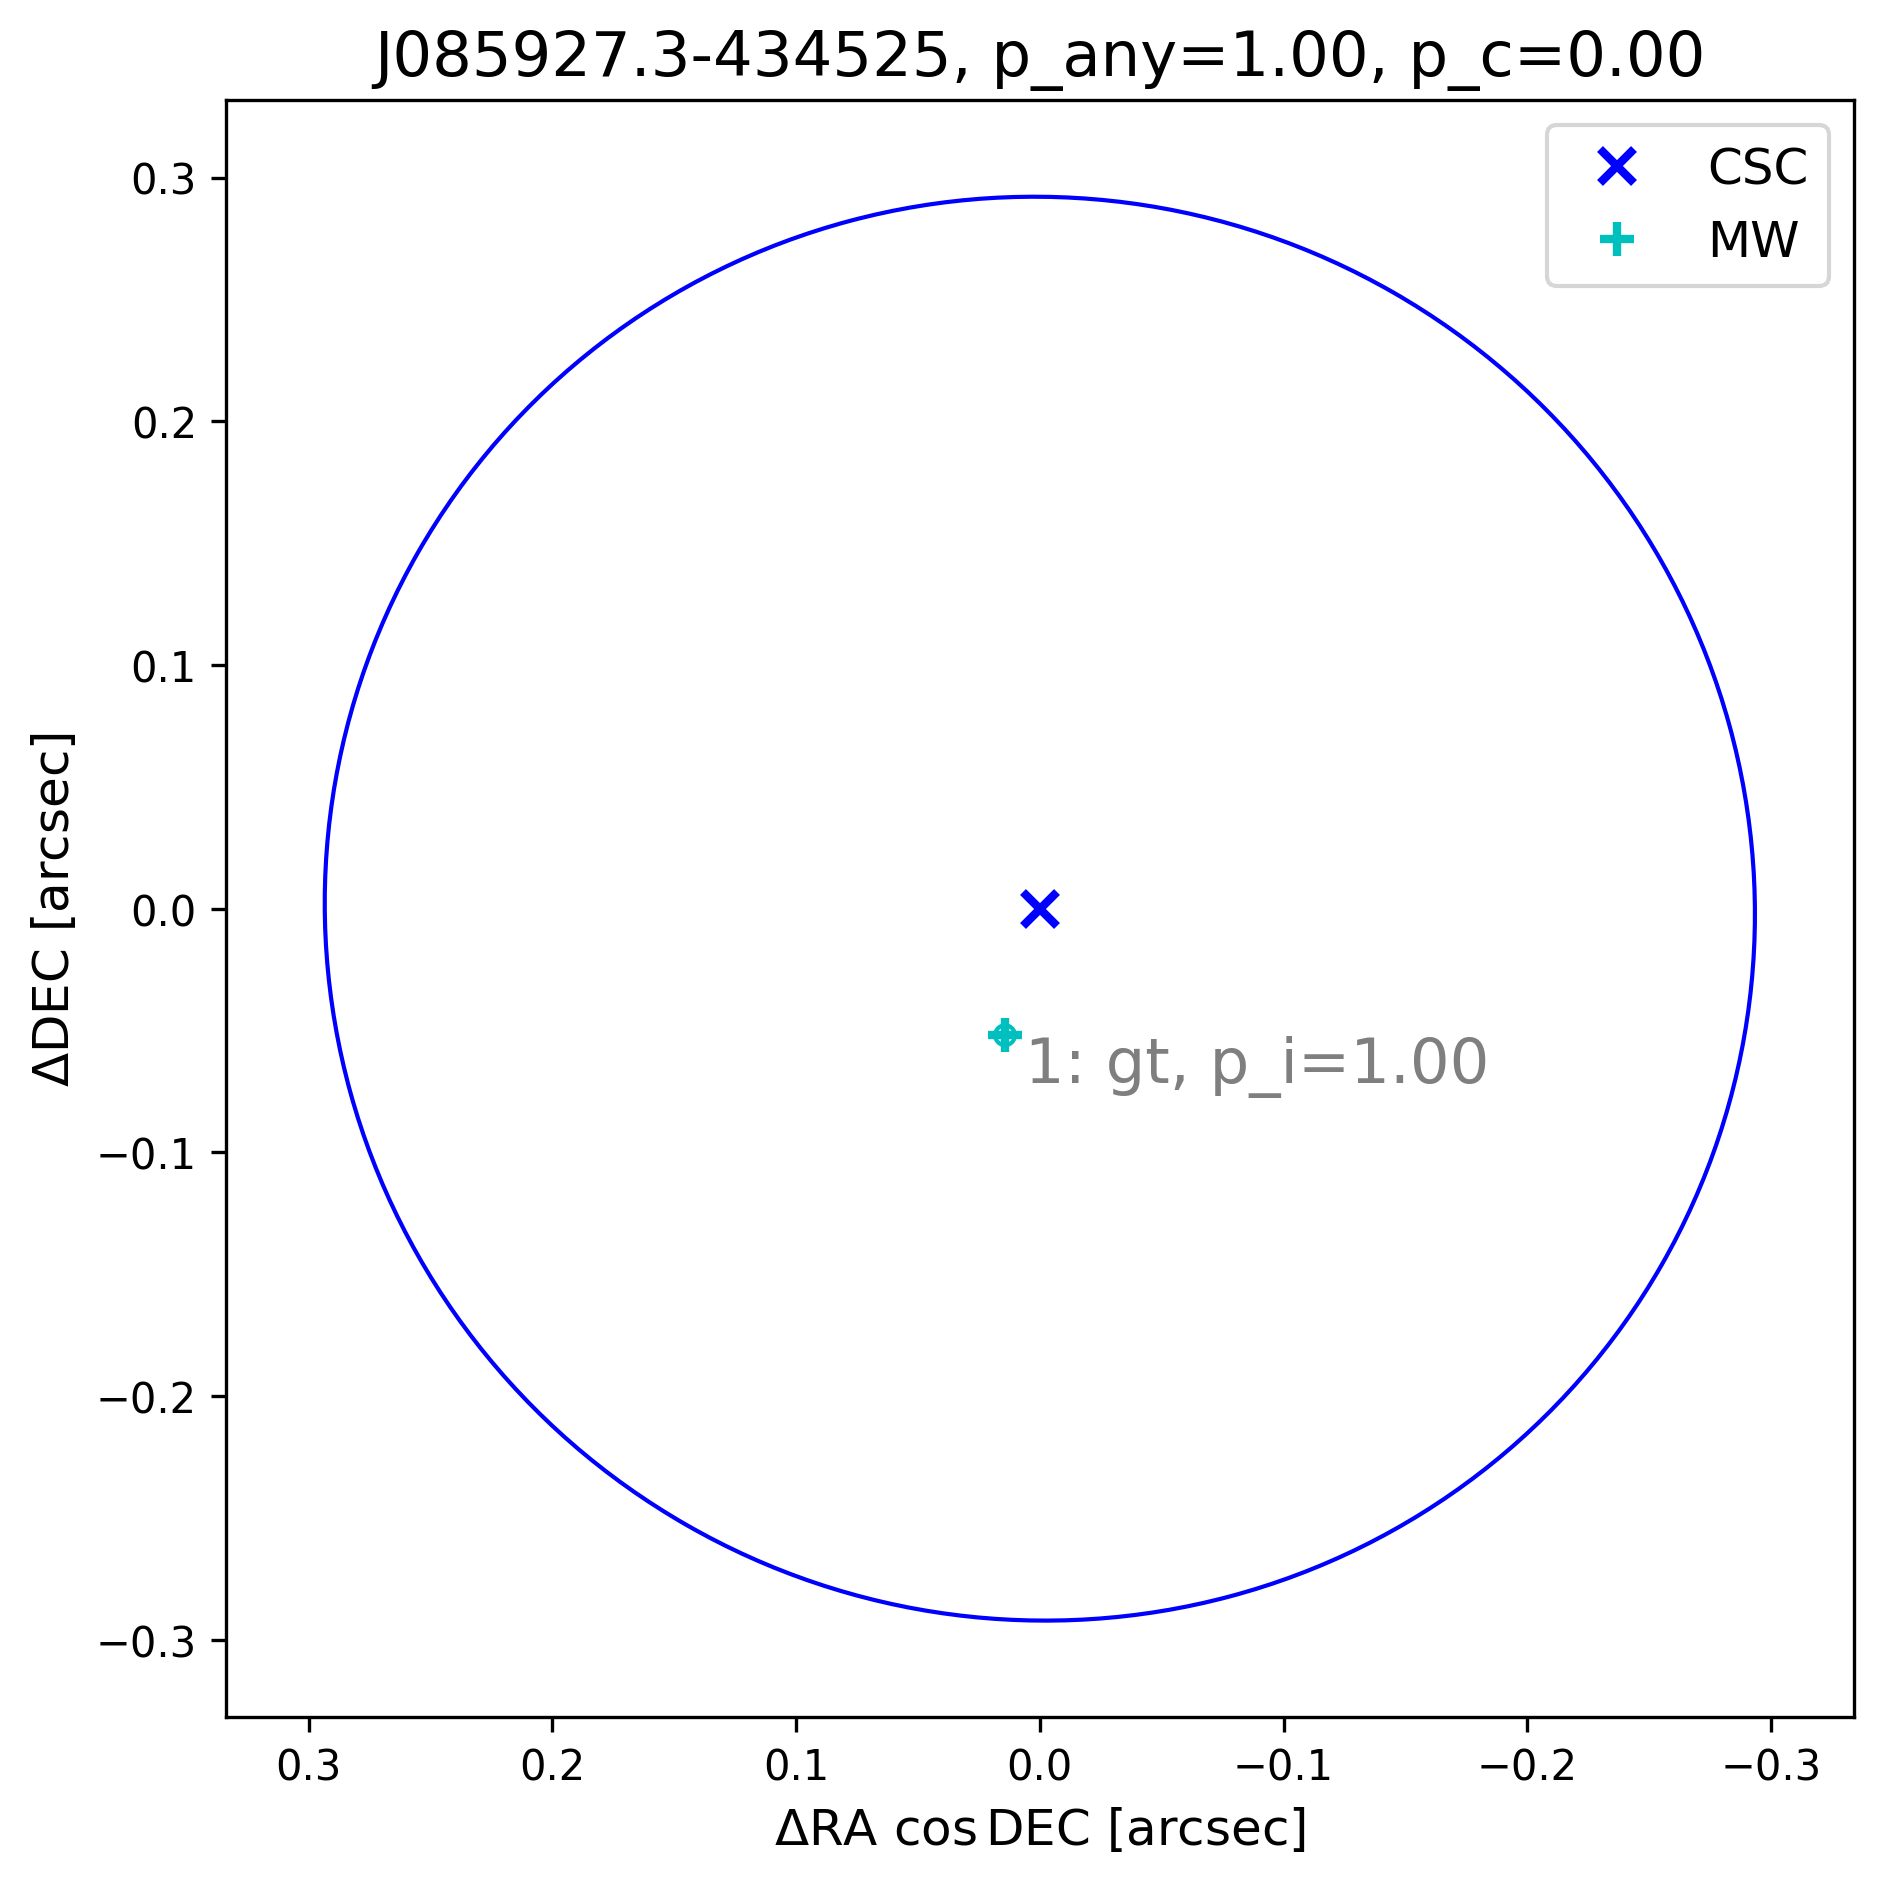 J085927.3-434525, p_any=1.00, p_c=0.00
CSC
MW
0.3
0.2
0.1
0.0
−0.1
−0.2
−0.3
ΔDEC [arcsec]
1: gt, p_i=1.00
0.3 0.2 0.1 0.0 −0.1 −0.2 −0.3
ΔRA cos DEC [arcsec]